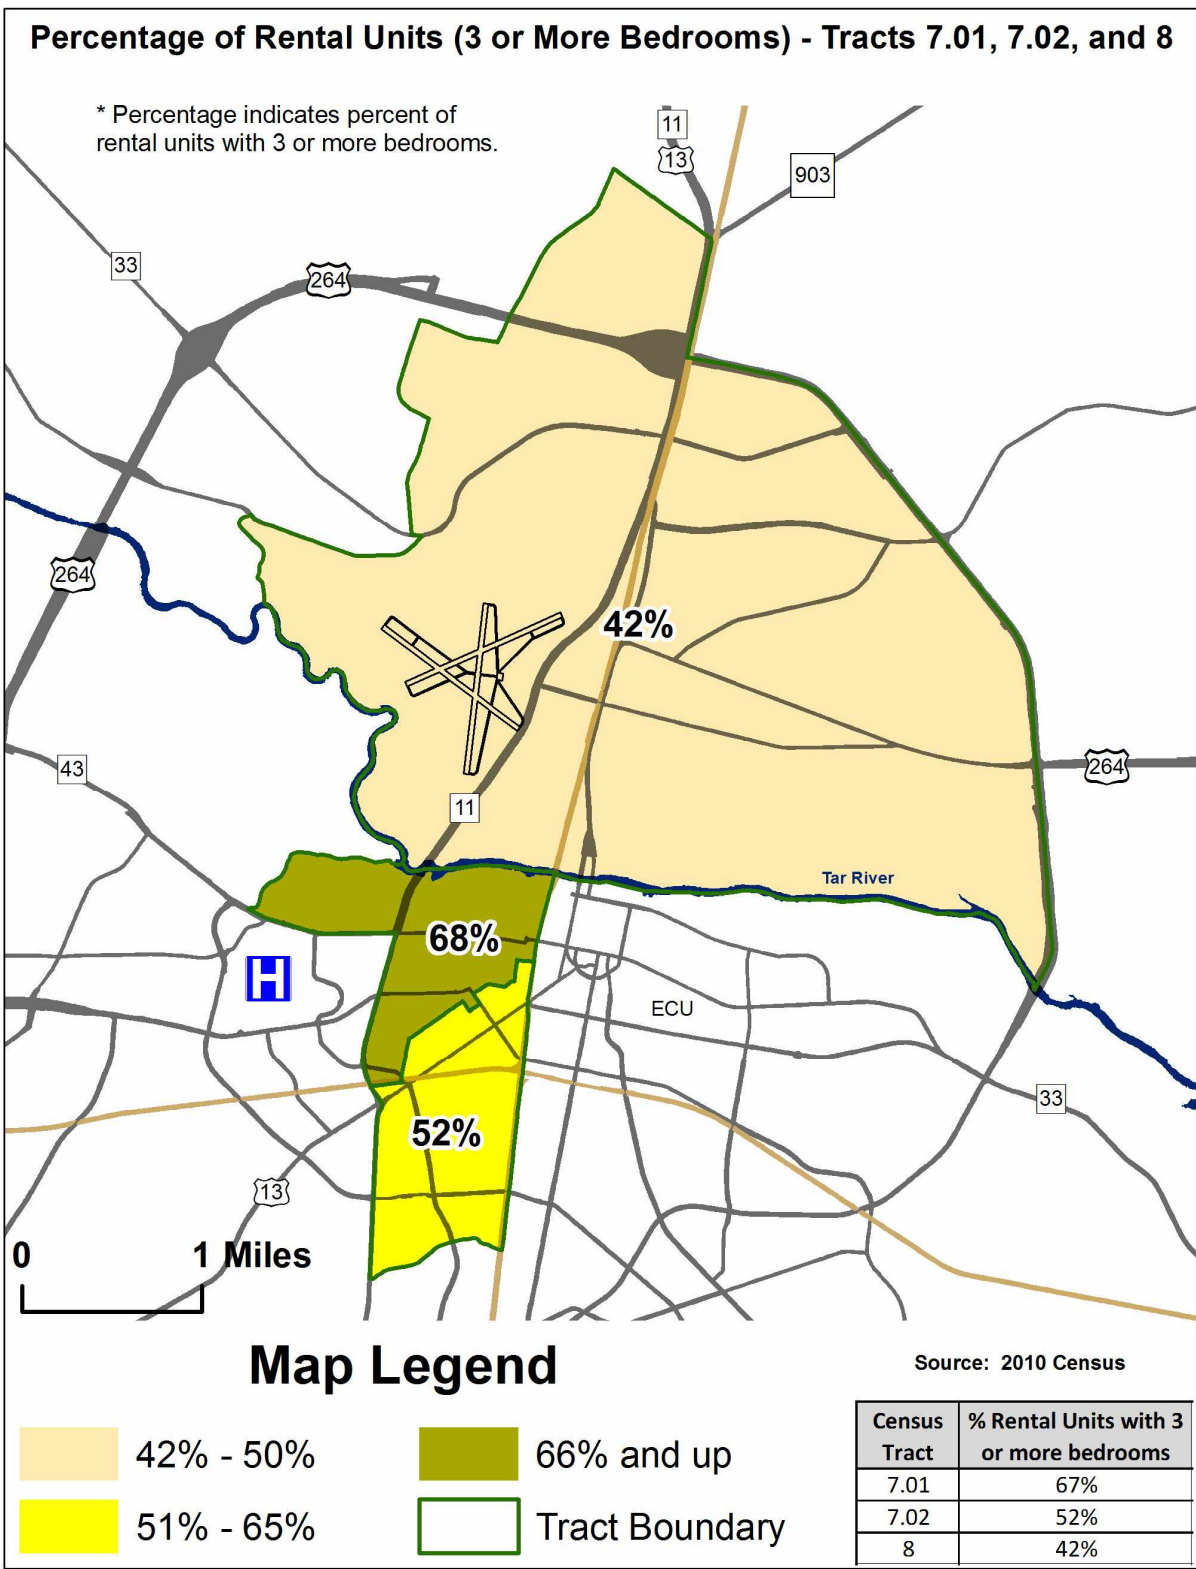 Percentage of Rental Units (3 or More Bedrooms) - Tracts 7.01, 7.02, and 8
* Percentage indicates percent of
rental units with 3 or more bedrooms.
11
13
903
33
264
264
42%
43
264
11
Tar River
68%
H
ECU
33
52%
13
0 1 Miles
Map Legend
Source: 2010 Census
42% - 50%
66% and up
51% - 65%
Tract Boundary
Census Tract
% Rental Units with 3 or more bedrooms
7.01 67%
7.02 52%
8 42%